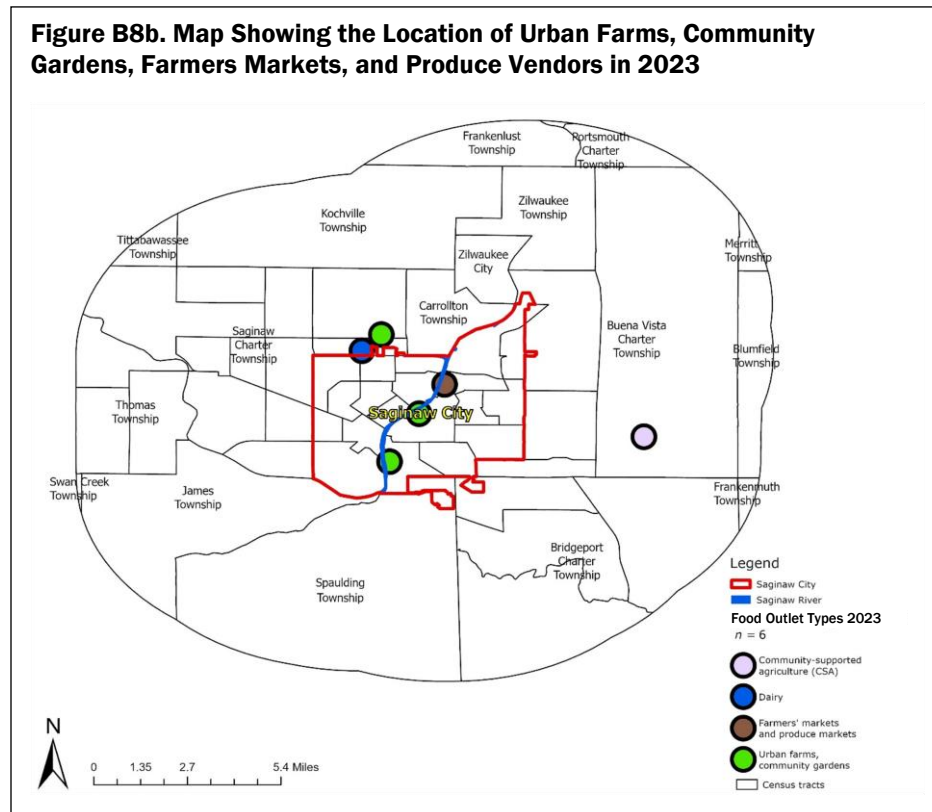 Figure B8b. Map Showing the Location of Urban Farms, Community
Gardens, Farmers Markets, and Produce Vendors in 2023
Frankenlust
Township
Portsmouth
Charter
Township
Kochville
Township
Zilwaukee
Township
Tittabawassee
Township
Zilwaukee
City
Merritt
Township
Carrollton
Township
Saginaw
Charter
Township
Buena Vista
Charter
Township
Blumfield
Township
Thomas
Township
Saginaw City
Swan Creek
Township
James
Township
Frankenmuth
Township
Bridgeport
Charter
Township
Spaulding
Township
Legend
Saginaw City
Saginaw River
Food Outlet Types 2023
n = 6
Community-supported
agriculture (CSA)
Dairy
Farmers' markets
and produce markets
Urban farms,
community gardens
Census tracts
N
0 1.35 2.7 5.4 Miles